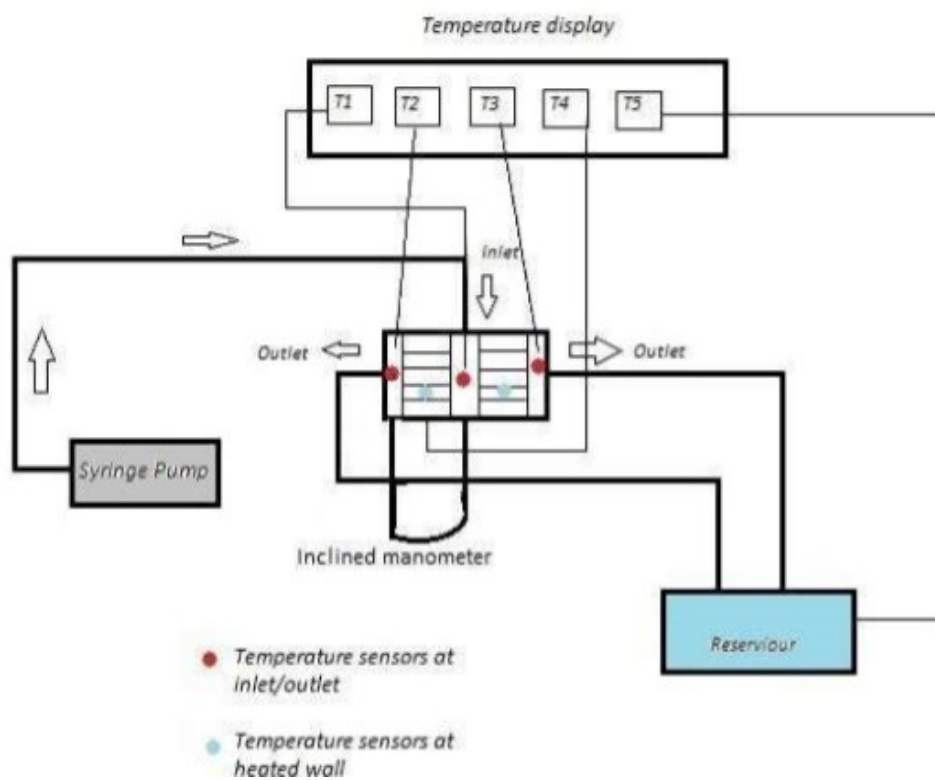 Temperature display
T1 T2 T3 T4 T5
Inlet
Outlet
Outlet
Syringe Pump
Inclined manometer
Reserviour
Temperature sensors at
inlet/outlet
Temperature sensors at
heated wall